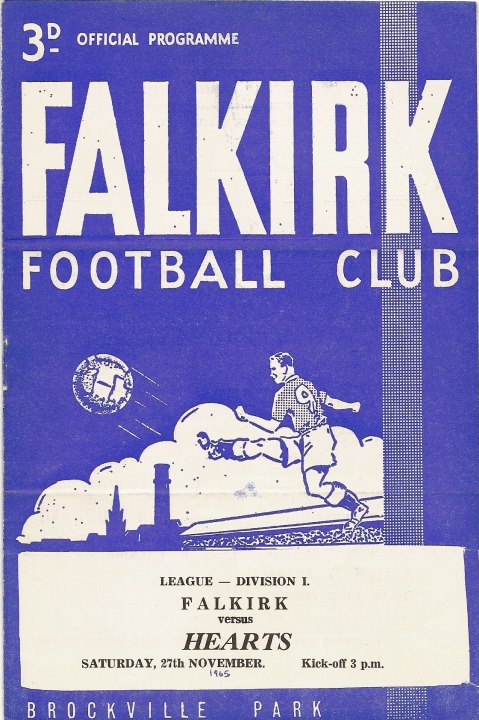 3D OFFICIAL PROGRAMME
FALKIRK
FOOTBALL CLUB
9
LEAGUE — DIVISION I.
FALKIRK
versus
HEARTS
SATURDAY, 27th NOVEMBER. Kick-off 3 p.m.
1965
BROCKVILLE PARK